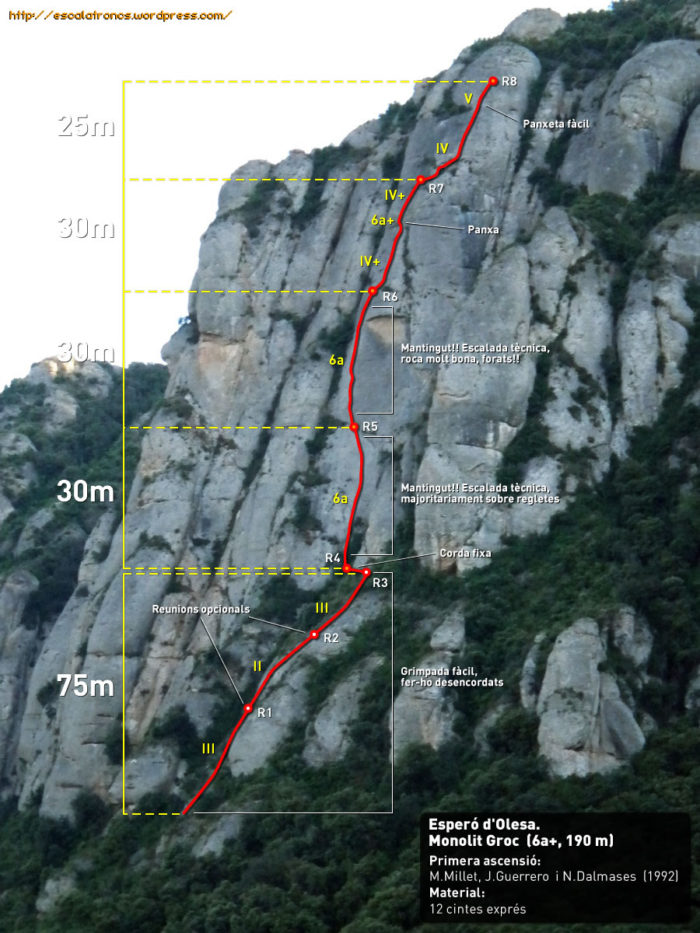 http://escalatroncs.wordpress.com/
R8
V
25m
Panxeta fàcil
IV
R7
IV+
6a+
30m
Panxa
IV+
R6
Mantingut!! Escalada tècnica,
30m
roca molt bona, forats!!
6a
R5
Mantingut!! Escalada tècnica,
30m
6a
majoritariament sobre regletes
Corda fixa
R4
R3
Reunions opcionals
III
R2
II
Grimpada fàcil,
75m
fer-ho desencordats
R1
III
Esperó d'Olesa.
Monolit Groc (6a+, 190 m)
Primera ascensió:
M.Millet, J.Guerrero i N.Dalmases (1992)
Material:
12 cintes exprés